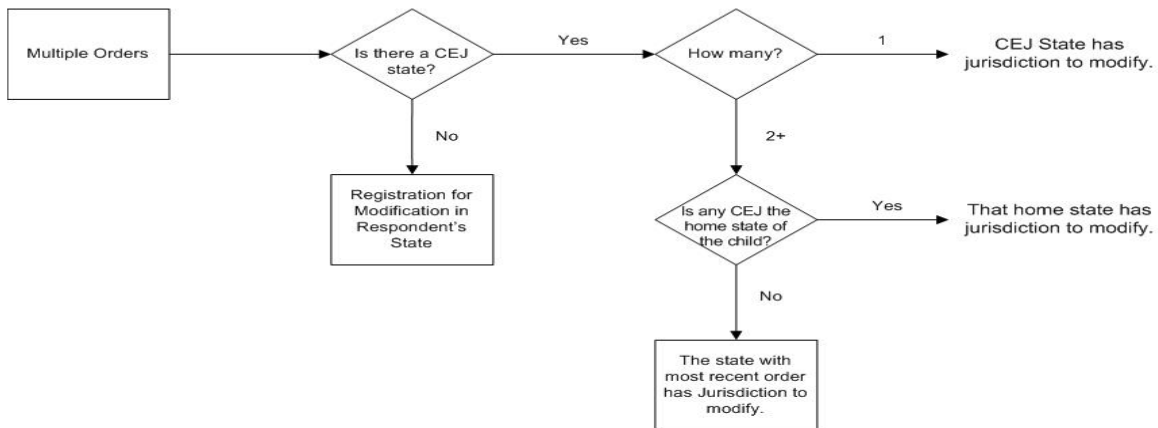 Multiple Orders
Is there a CEJ
state?
Yes
How many?
1
CEJ State has
jurisdiction to modify.
No
2+
Registration for
Modification in
Respondent's
State
Is any CEJ the
home state of
the child?
Yes
That home state has
jurisdiction to modify.
No
The state with
most recent order
has Jurisdiction to
modify.